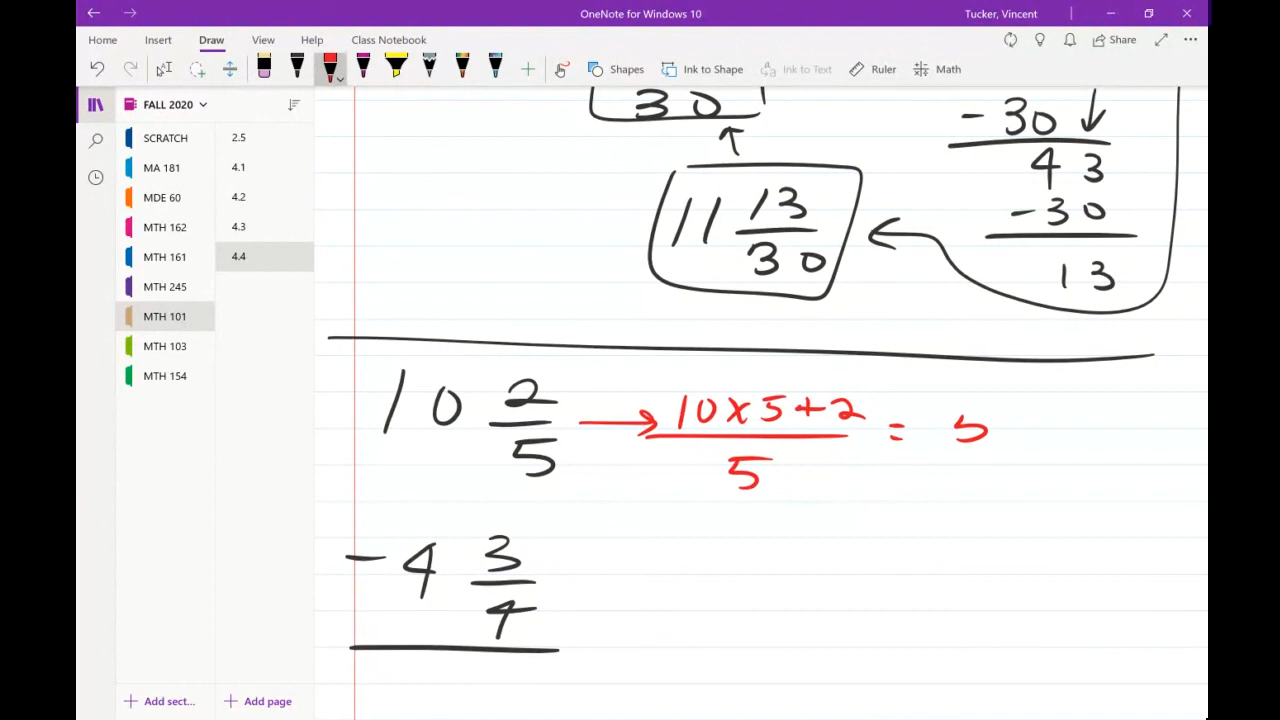 OneNote for Windows 10
Tucker, Vincent
Home Insert Draw View Help Class Notebook
Share
Shapes Ink to Shape Ink to Text Ruler Math
FALL 2020
SCRATCH
MA 181
MDE 60
MTH 162
MTH 161
MTH 245
MTH 101
MTH 103
MTH 154
Add sect...
2.5
4.1
4.2
4.3
4.4
Add page
30
11 13/30
- 30
43
- 30
13
10 2/5 → 10 x 5 + 2 / 5 = 5
- 4 3/4